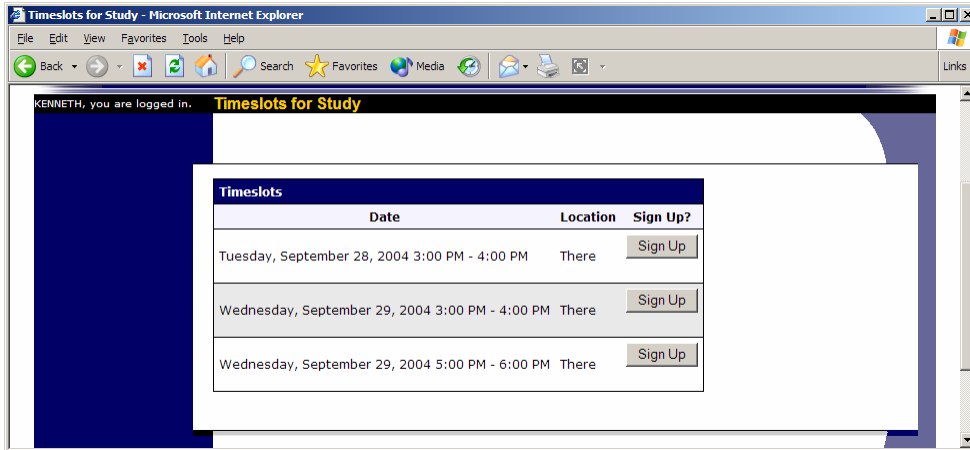 Timeslots for Study - Microsoft Internet Explorer
File Edit View Favorites Tools Help
Back Search Favorites Media Links
KENNETH, you are logged in. Timeslots for Study
Timeslots
Date Location Sign Up?
Tuesday, September 28, 2004 3:00 PM - 4:00 PM There Sign Up
Wednesday, September 29, 2004 3:00 PM - 4:00 PM There Sign Up
Wednesday, September 29, 2004 5:00 PM - 6:00 PM There Sign Up